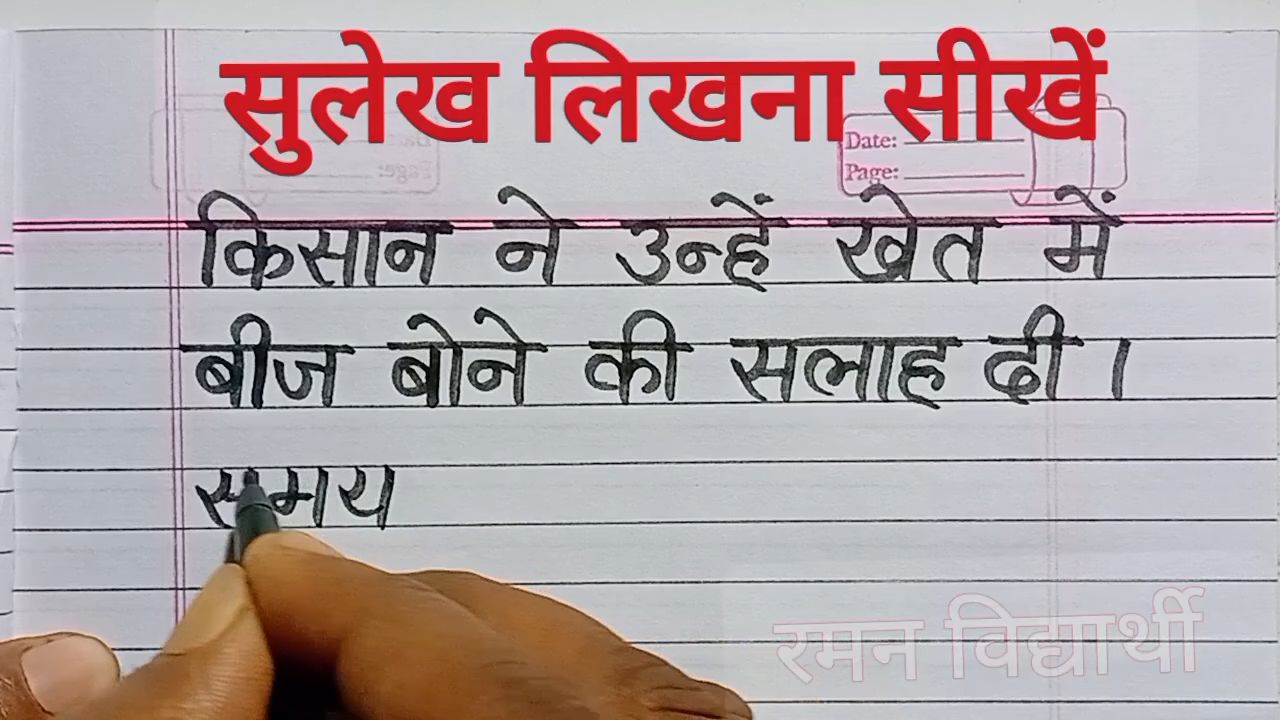 सुलेख लिखना सीखें
Date:
Page:
किसान ने उन्हें खेत में
बीज बोने की सलाह दी।
समय
रमन विद्यार्थी